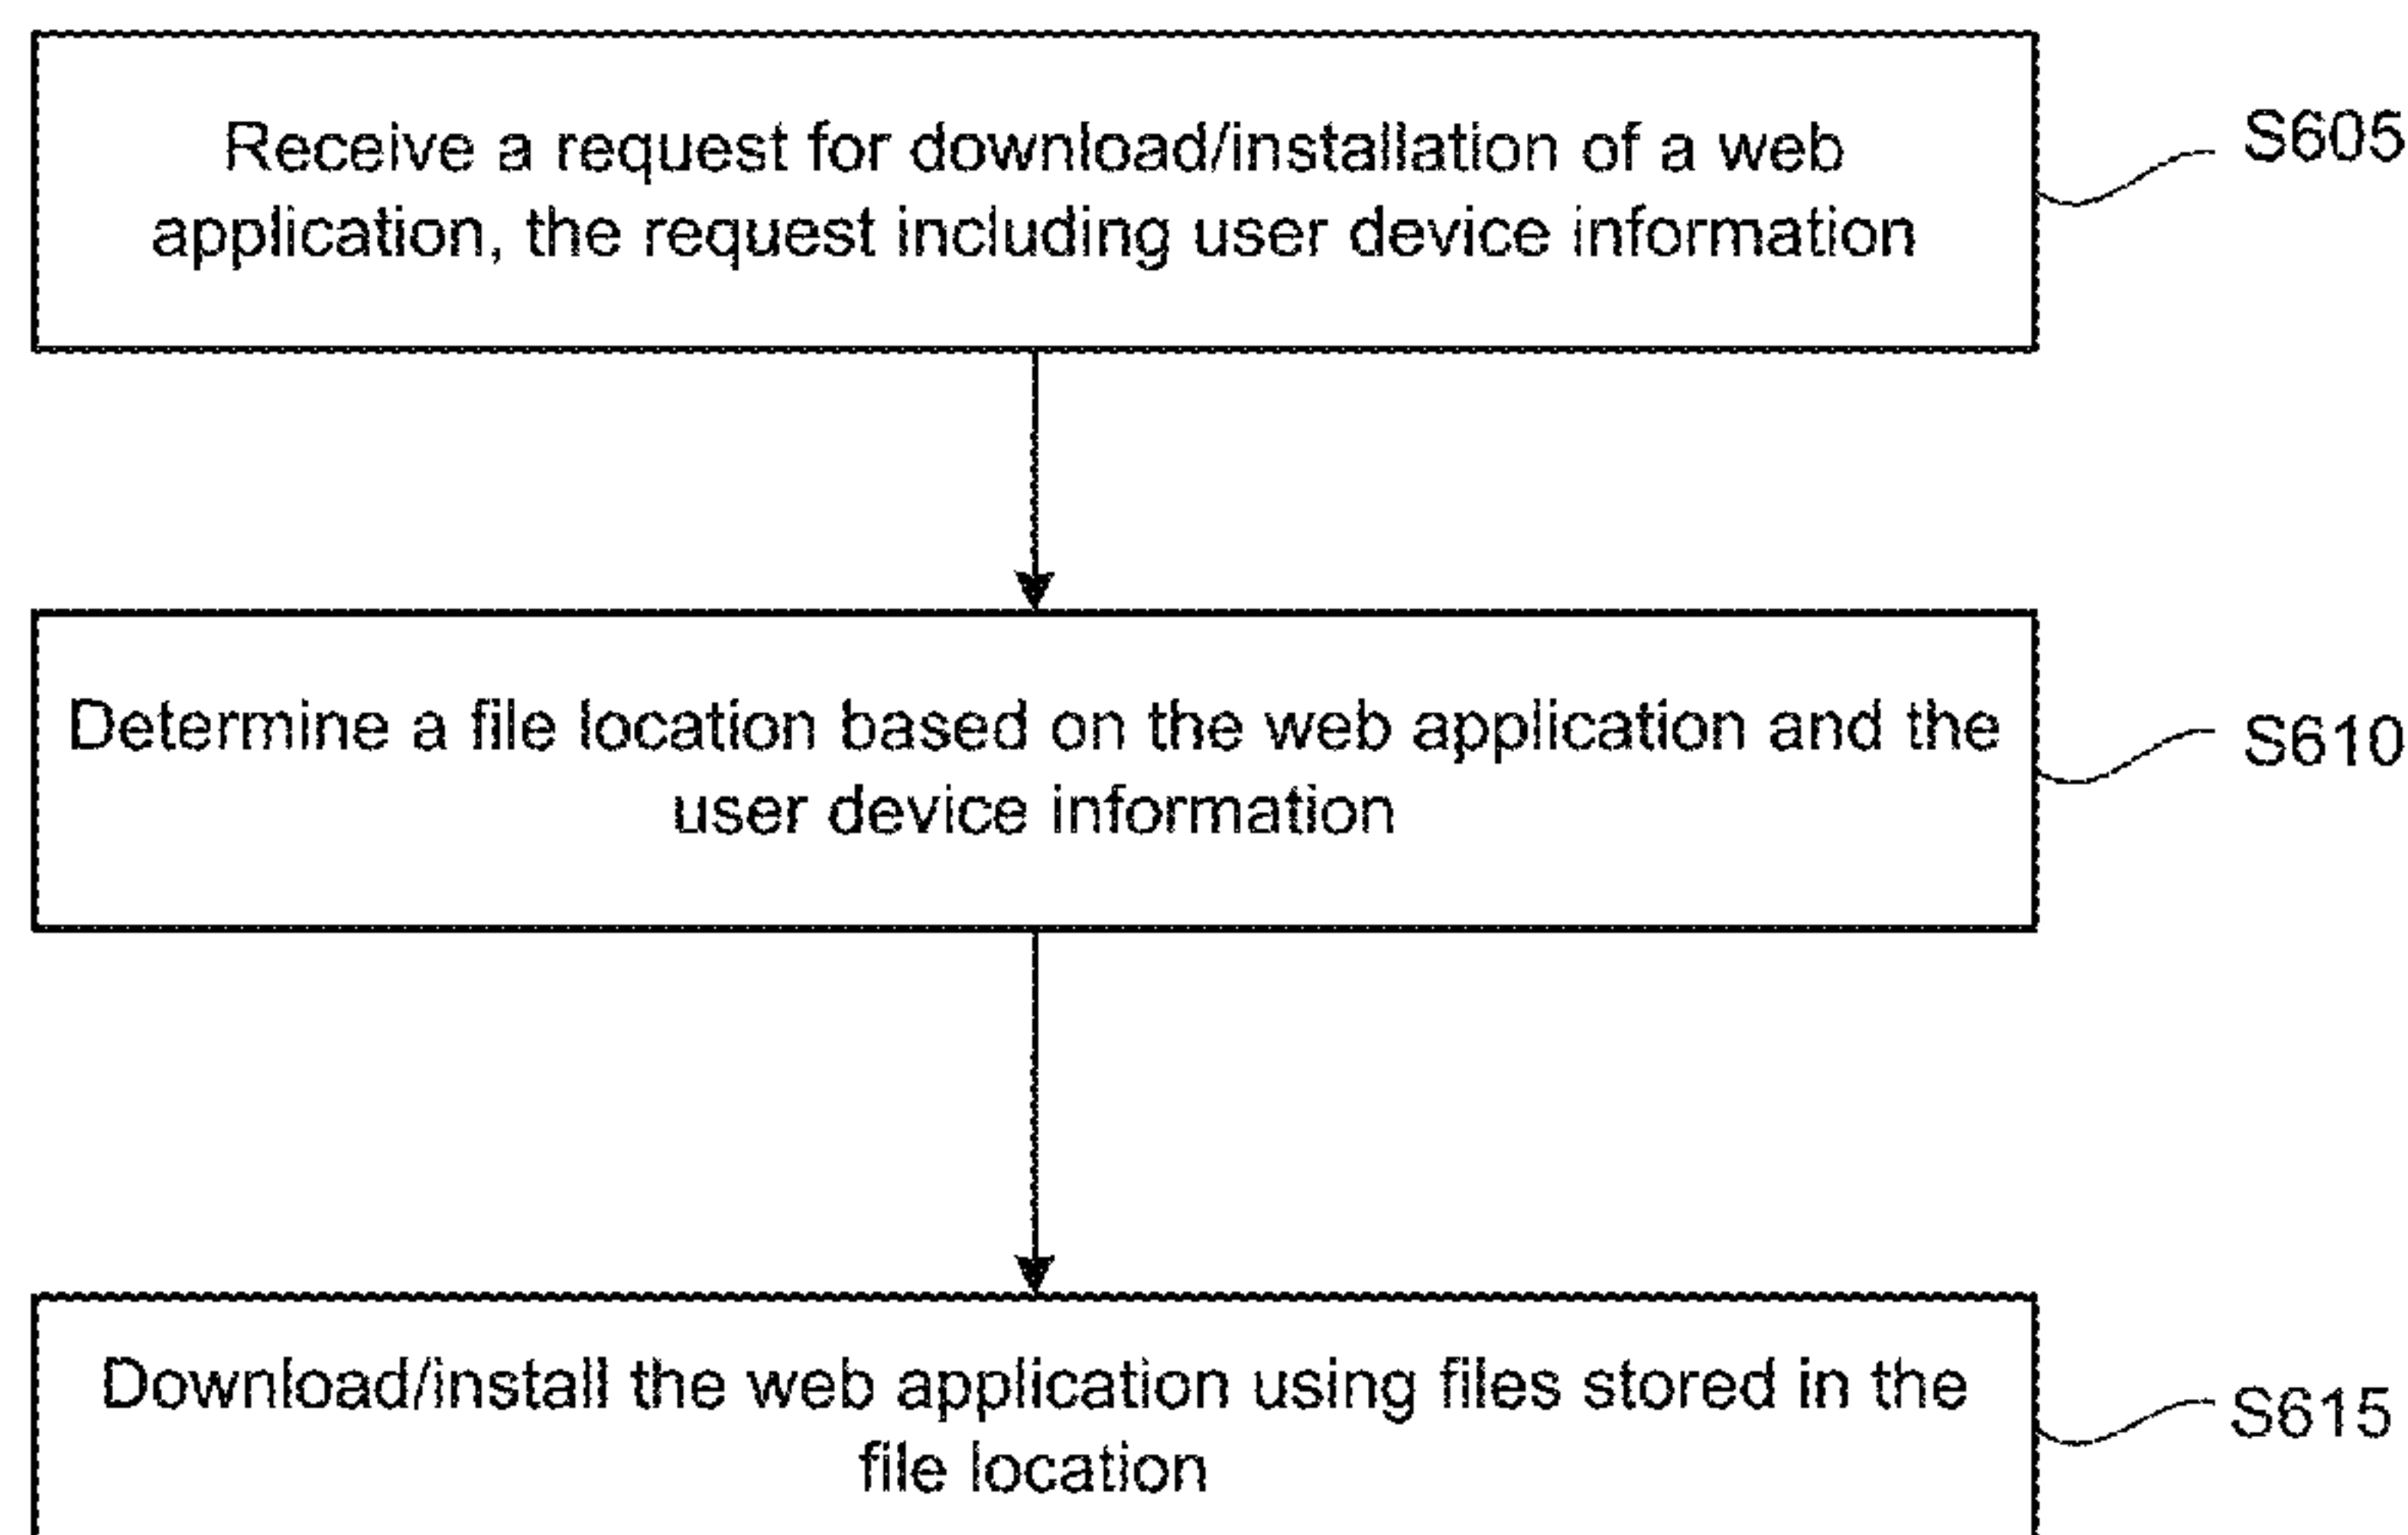 Receive a request for download/installation of a web
application, the request including user device information
S605
Determine a file location based on the web application and the
user device information
S610
Download/install the web application using files stored in the
file location
S615